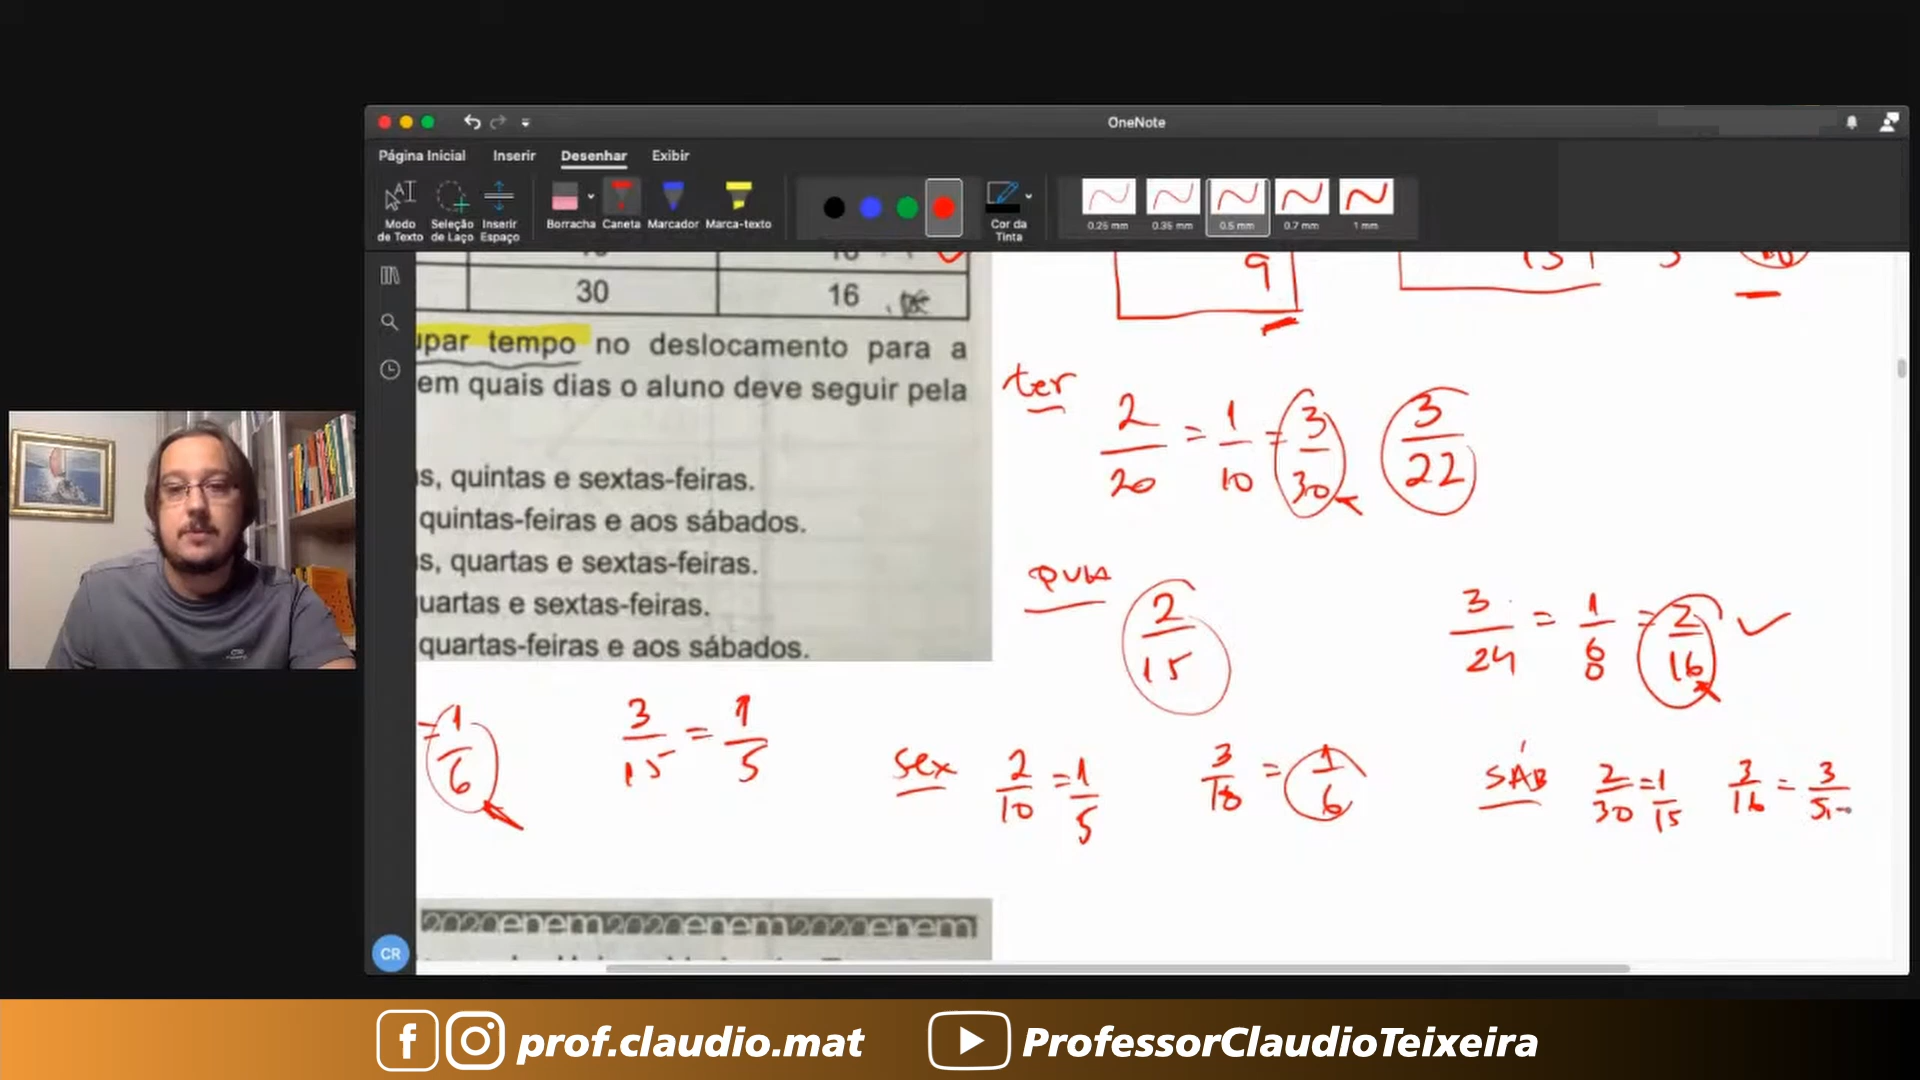 OneNote
Página Inicial Inserir Desenhar Exibir
Modo de Texto
Seleção de Laço
Inserir Espaço
Borracha Caneta Marcador Marca-texto
Cor da Tinta
0.25 mm 0.35 mm 0.5 mm 0.7 mm 1 mm
30 16
upar tempo no deslocamento para a
em quais dias o aluno deve seguir pela
s, quintas e sextas-feiras.
quintas-feiras e aos sábados.
s, quartas e sextas-feiras.
uartas e sextas-feiras.
quartas-feiras e aos sábados.
9
ter 2/20 = 1/10 = 3/30 3/22
2/15 3/24 = 1/8 = 2/16
= 1/6 3/15 = 1/5
sex 2/10 = 1/5 3/18 = 1/6
SÁB 2/30 = 1/15 3/16 = 3/5
2020enem2020enem2020enem
CR
prof.claudio.mat ProfessorClaudioTeixeira